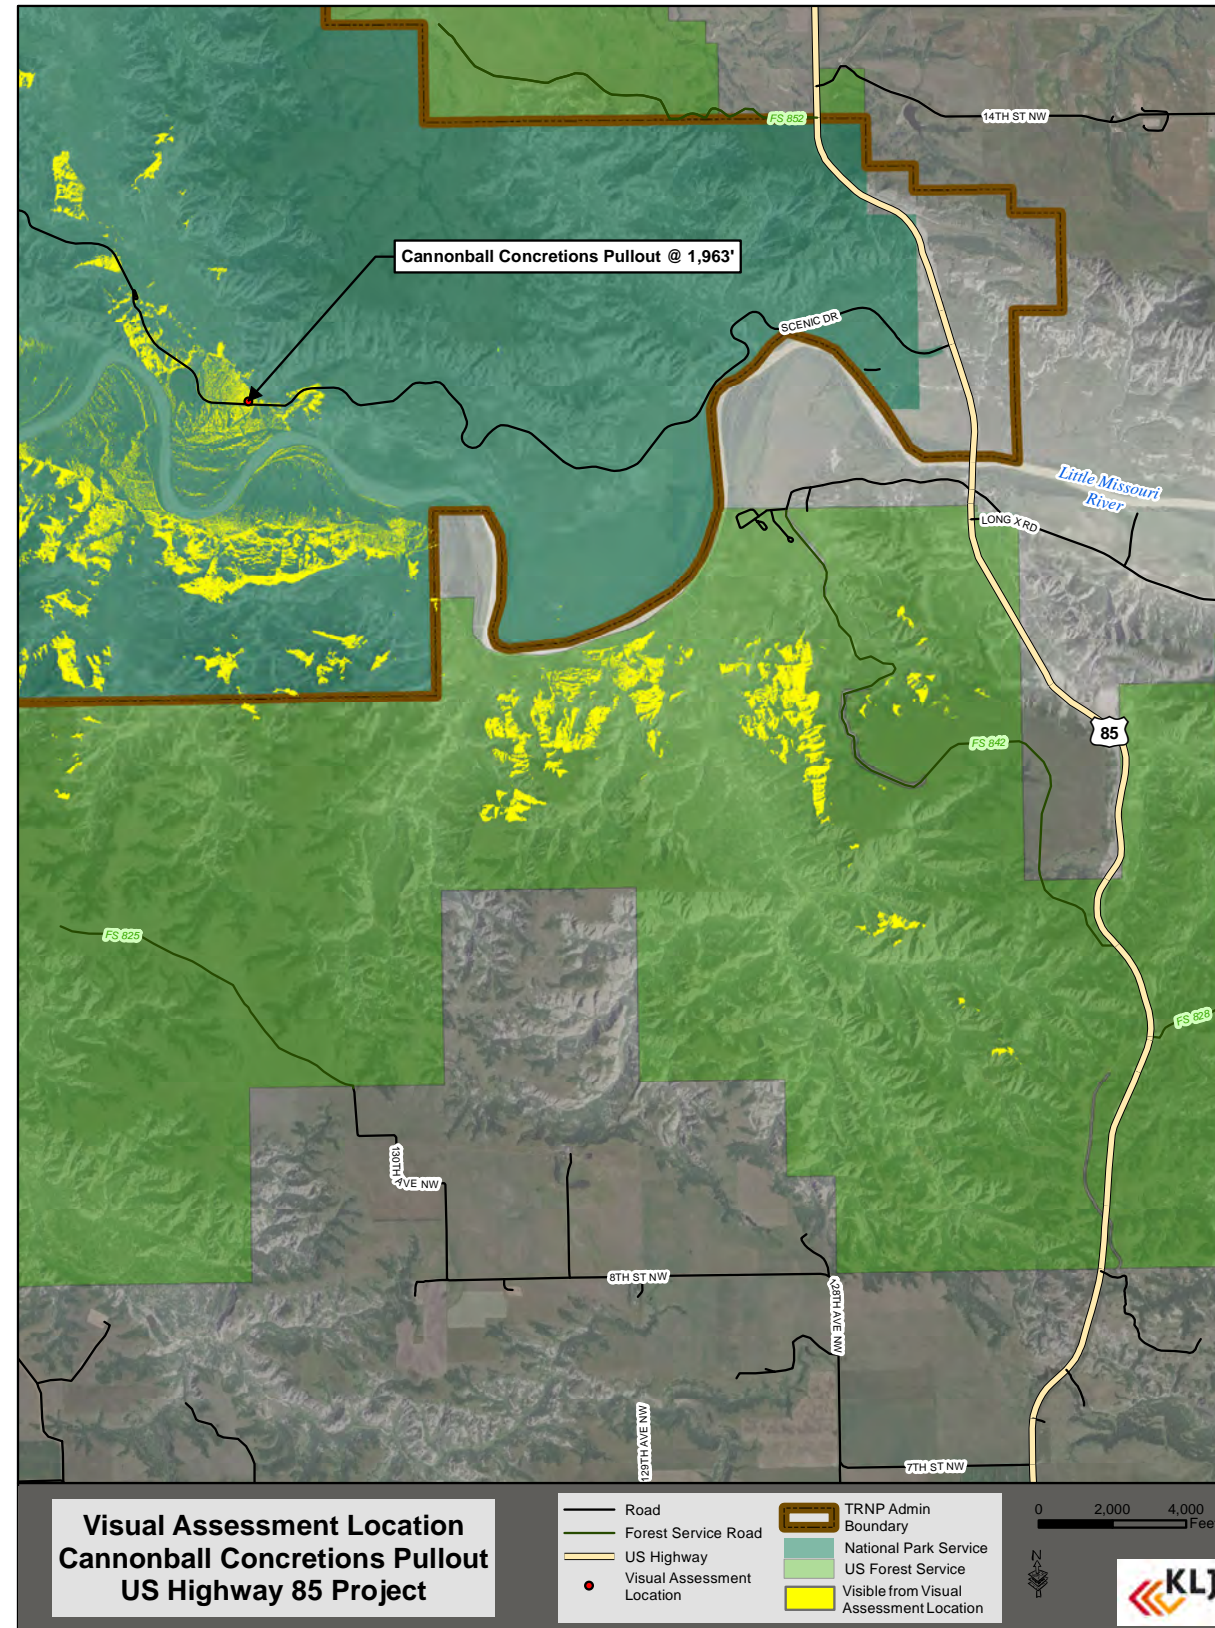 14TH ST NW
FS 852
Cannonball Concretions Pullout @ 1,963'
SCENIC DR
Little Missouri
River
LONG X RD
85
FS 842
FS 825
FS 828
130TH AVE NW
8TH ST NW
128TH AVE NW
129TH AVE NW
7TH ST NW
Visual Assessment Location
Cannonball Concretions Pullout
US Highway 85 Project
Road
Forest Service Road
US Highway
Visual Assessment
Location
TRNP Admin
Boundary
National Park Service
US Forest Service
Visible from Visual
Assessment Location
0 2,000 4,000
Fee
N
KLJ